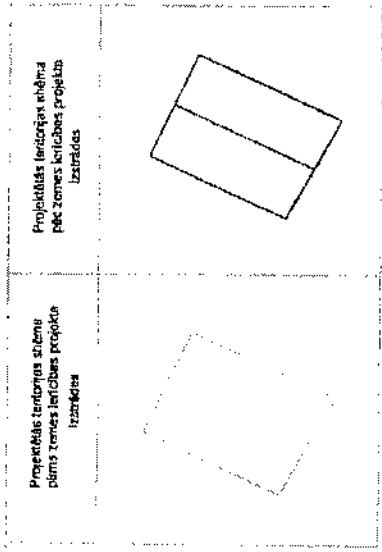 Projektētās teritorijas shēma
pirms zemes ierīcības projekta
izstrādes
Projektētās teritorijas shēma
pēc zemes ierīcības projekta
izstrādes